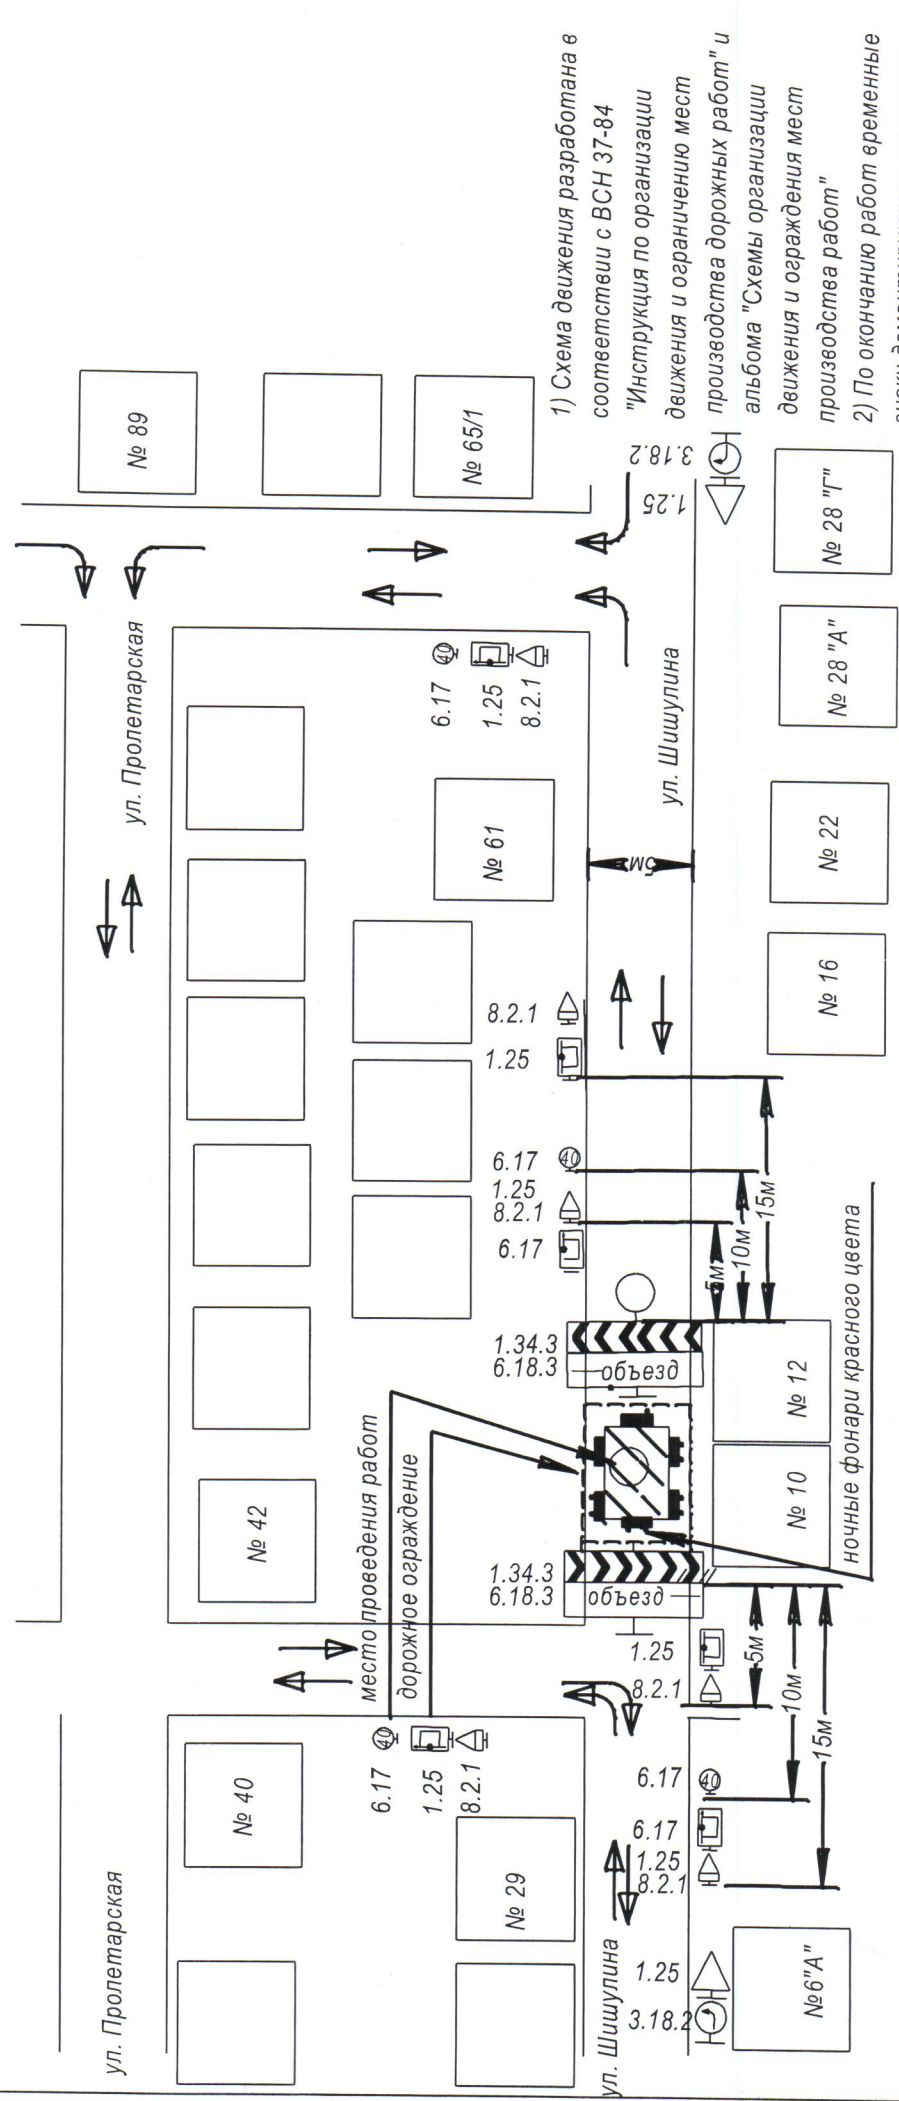 1) Схема движения разработана в
соответствии с ВСН 37-84
"Инструкция по организации
движения и ограничению мест
производства дорожных работ" и
альбома "Схемы организации
движения и ограждения мест
производства работ"
2) По окончанию работ временные
ул. Пролетарская
ул. Пролетарская
№ 89
№ 65/1
№ 42
№ 40
№ 61
№ 29
6.17
40
1.25
8.2.1
6.17
40
1.25
8.2.1
место проведения работ
дорожное ограждение
8.2.1
1.25
6.17
40
1.25
8.2.1
6.17
1.34.3
6.18.3
объезд
1.34.3
6.18.3
объезд
3.18.2
1.25
ул. Шишулина
5м
5м
10м
15м
1.25
8.2.1
6.17
40
6.17
1.25
8.2.1
1.25
3.18.2
ул. Шишулина
5м
10м
15м
№ 28 "Г"
№ 28 "А"
№ 22
№ 16
№ 12
№ 10
№6"А"
ночные фонари красного цвета